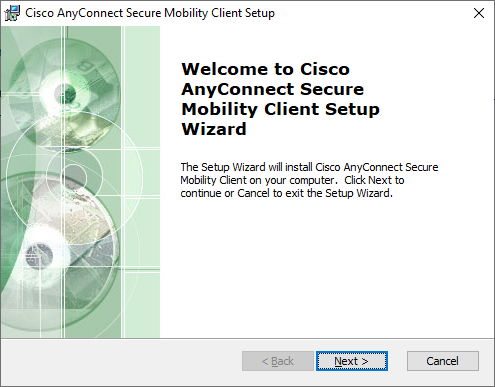 Cisco AnyConnect Secure Mobility Client Setup
Welcome to Cisco
AnyConnect Secure
Mobility Client Setup
Wizard
The Setup Wizard will install Cisco AnyConnect Secure
Mobility Client on your computer.  Click Next to
continue or Cancel to exit the Setup Wizard.
< Back Next > Cancel